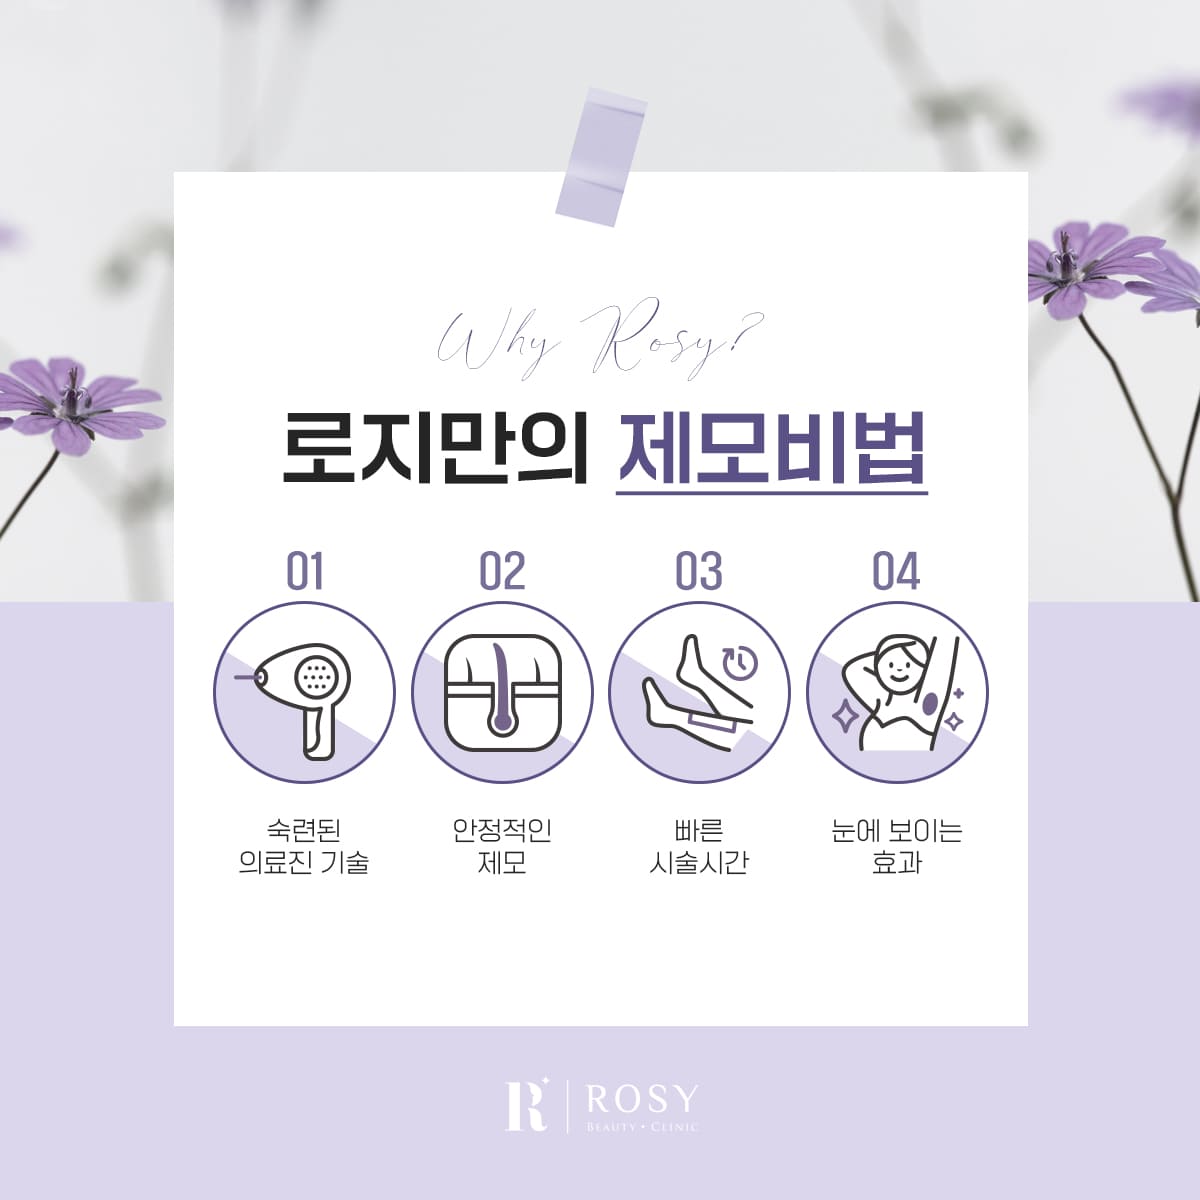 Why Rosy?
로지만의 제모비법
01
숙련된
의료진 기술
02
안정적인
제모
03
빠른
시술시간
04
눈에 보이는
효과
R
ROSY
BEAUTY • CLINIC